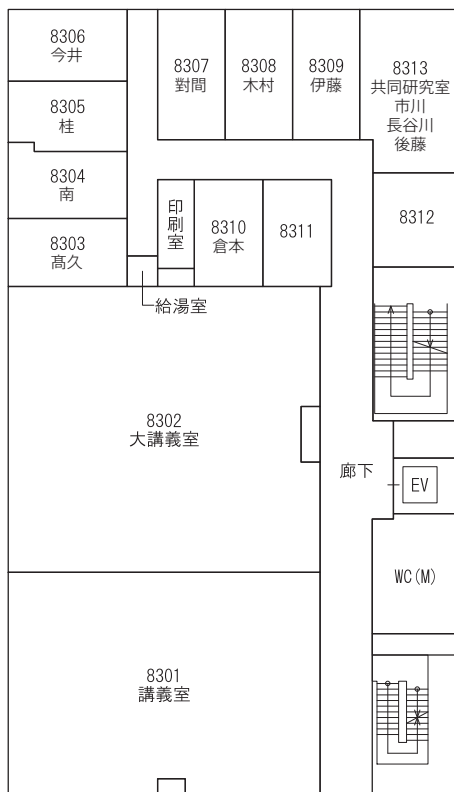 8306
今井
8307
對間
8308
木村
8309
伊藤
8313
共同研究室
市川
長谷川
後藤
8305
桂
8304
南
8303
髙久
印刷室
8310
倉本
8311
8312
給湯室
8302
大講義室
廊下
EV
WC(M)
8301
講義室